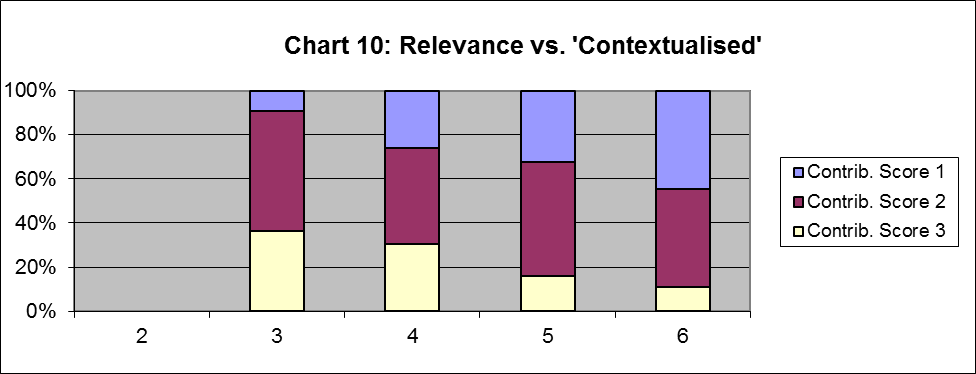 Chart 10: Relevance vs. 'Contextualised'
100%
80%
60%
40%
20%
0%
2 3 4 5 6
Contrib. Score 1
Contrib. Score 2
Contrib. Score 3